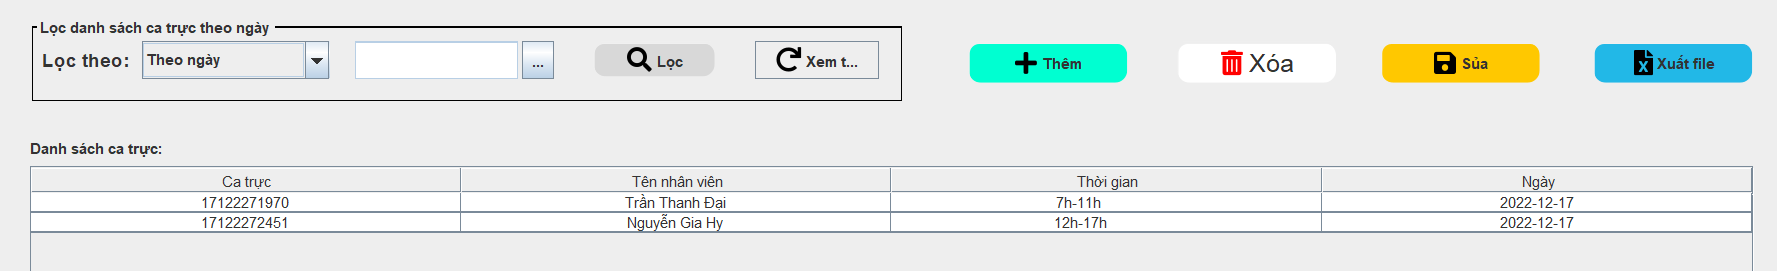 Lọc danh sách ca trực theo ngày
Lọc theo: Theo ngày ... Lọc Xem t... Thêm Xóa Sủa Xuất file
Danh sách ca trực:
Ca trực Tên nhân viên Thời gian Ngày
17122271970 Trần Thanh Đại 7h-11h 2022-12-17
17122272451 Nguyễn Gia Hy 12h-17h 2022-12-17